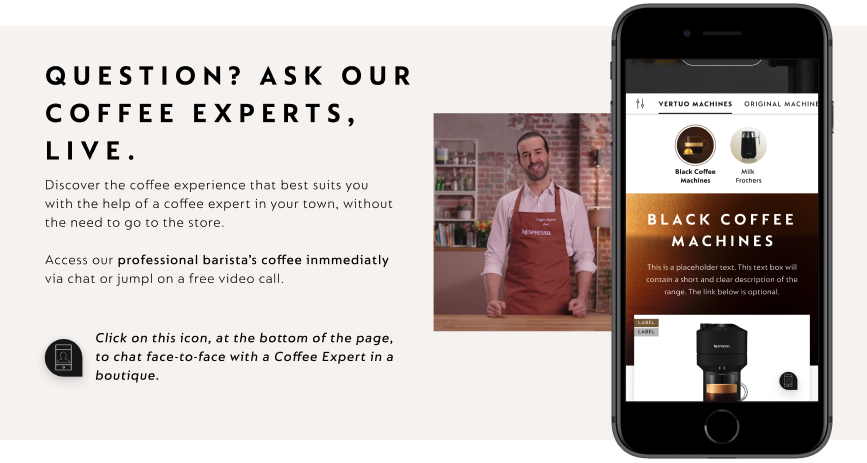 QUESTION? ASK OUR
COFFEE EXPERTS,
LIVE.
Discover the coffee experience that best suits you
with the help of a coffee expert in your town, without
the need to go to the store.
Access our professional barista's coffee inmmediatly
via chat or jumpl on a free video call.
Click on this icon, at the bottom of the page,
to chat face-to-face with a Coffee Expert in a
boutique.
NESPRESSO
VERTUO MACHINES ORIGINAL MACHINE
Black Coffee
Machines
Milk
Frothers
BLACK COFFEE
MACHINES
This is a placeholder text. This text box will
contain a short and clear description of the
range. The link below is optional.
LABEL
LABEL
NESPRESSO